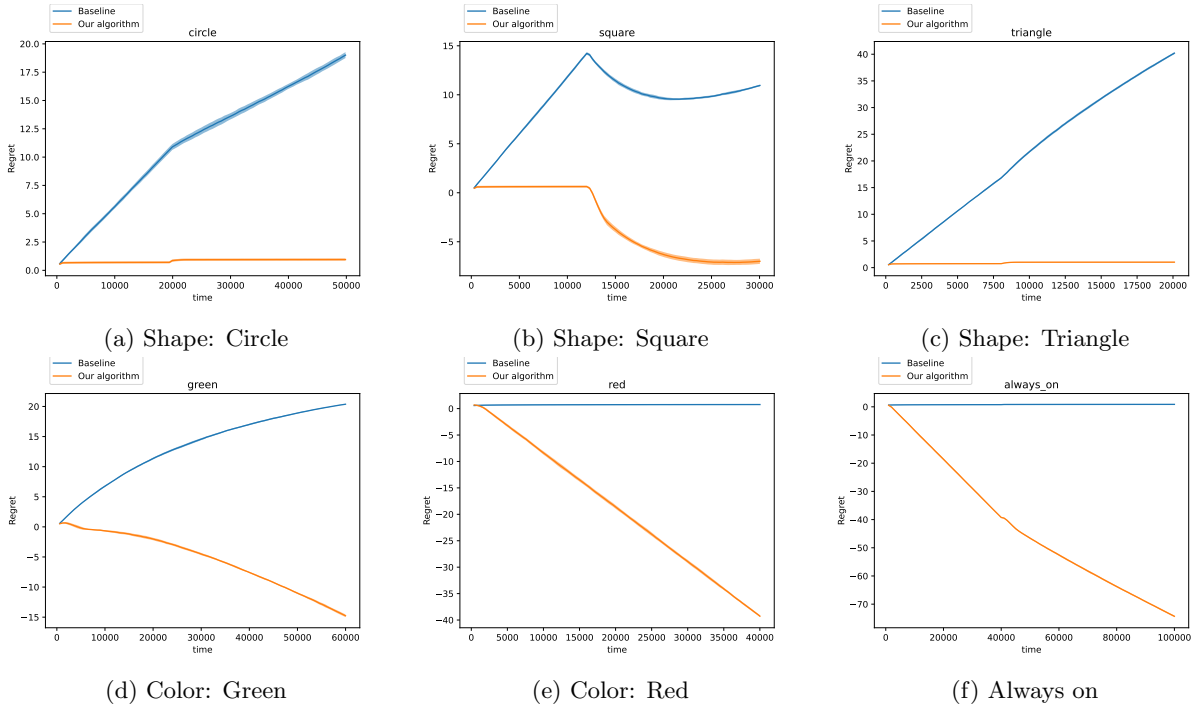 Baseline
Our algorithm
circle
Regret
20.0
17.5
15.0
12.5
10.0
7.5
5.0
2.5
0.0
0 10000 20000 30000 40000 50000
time
(a) Shape: Circle
Baseline
Our algorithm
square
Regret
15
10
5
0
−5
0 5000 10000 15000 20000 25000 30000
time
(b) Shape: Square
Baseline
Our algorithm
triangle
Regret
40
35
30
25
20
15
10
5
0
0 2500 5000 7500 10000 12500 15000 17500 20000
time
(c) Shape: Triangle
Baseline
Our algorithm
green
Regret
20
15
10
5
0
−5
−10
−15
0 10000 20000 30000 40000 50000 60000
time
(d) Color: Green
Baseline
Our algorithm
red
Regret
0
−5
−10
−15
−20
−25
−30
−35
−40
0 5000 10000 15000 20000 25000 30000 35000 40000
time
(e) Color: Red
Baseline
Our algorithm
always_on
Regret
0
−10
−20
−30
−40
−50
−60
−70
0 20000 40000 60000 80000 100000
time
(f) Always on